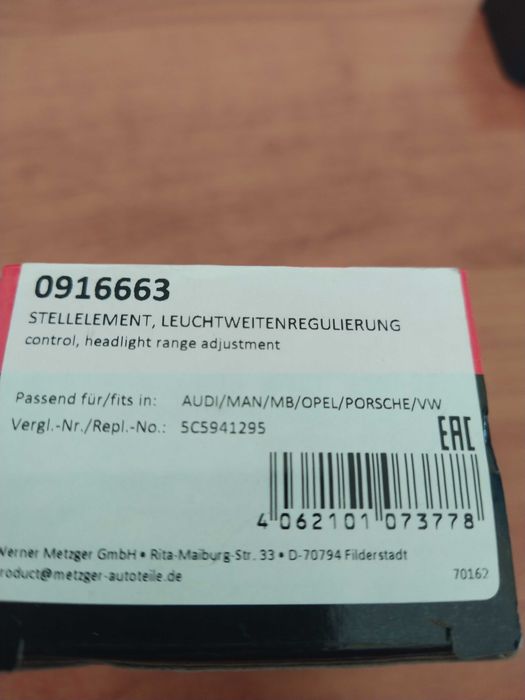 0916663
STELLELEMENT, LEUCHTWEITENREGULIERUNG
control, headlight range adjustment
Passend für/fits in: AUDI/MAN/MB/OPEL/PORSCHE/VW
Vergl.-Nr./Repl.-No.: 5C5941295
EAC
4 062101 073778
Werner Metzger GmbH • Rita-Maiburg-Str. 33 • D-70794 Filderstadt
roduct@metzger-autoteile.de 70162